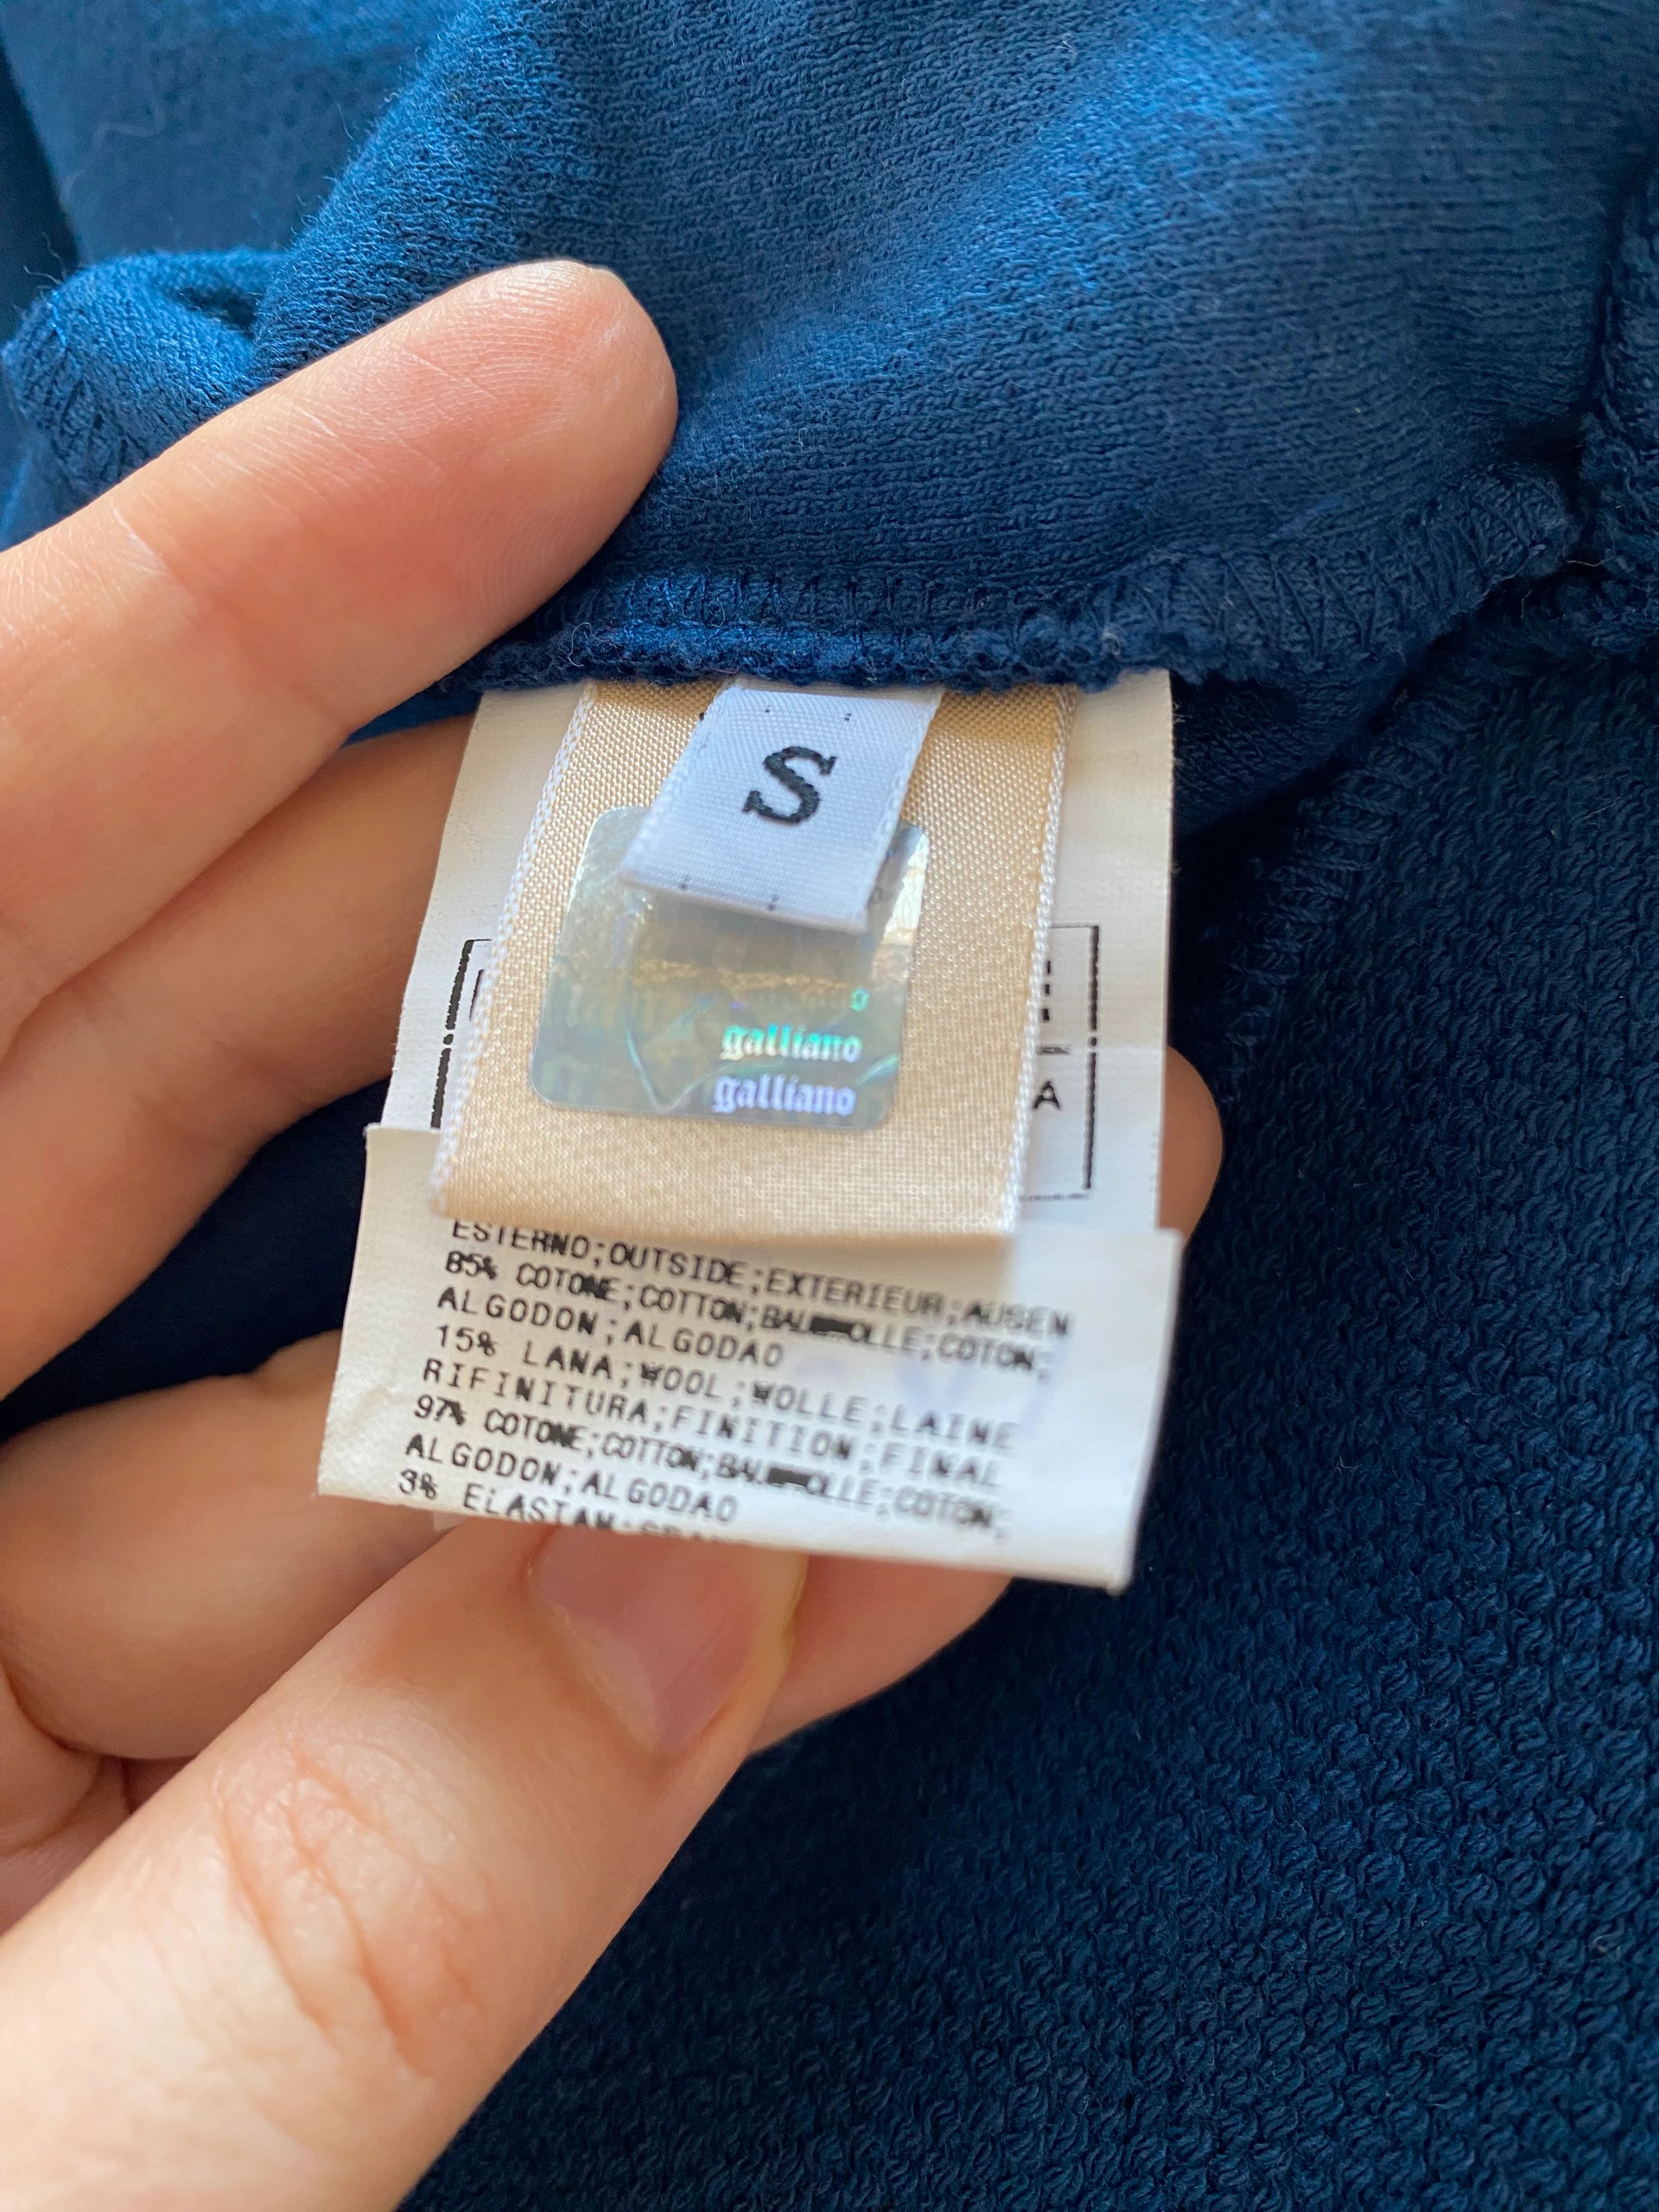 S
galliano
galliano
A
ESTERNO;OUTSIDE;EXTERIEUR;AUSEN
85% COTONE;COTTON;BAUMWOLLE;COTON;
ALGODON;ALGODAO
15% LANA;WOOL;WOLLE;LAINE
RIFINITURA;FINITION;FINAL
97% COTONE;COTTON;BAUMWOLLE;COTON;
ALGODON;ALGODAO
3% ELASTAM;